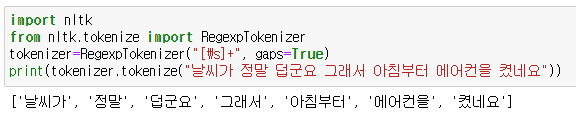 import nltk
from nltk.tokenize import RegexpTokenizer
tokenizer=RegexpTokenizer("[₩s]+", gaps=True)
print(tokenizer.tokenize("날씨가 정말 덥군요 그래서 아침부터 에어컨을 켰네요"))
['날씨가', '정말', '덥군요', '그래서', '아침부터', '에어컨을', '켰네요']